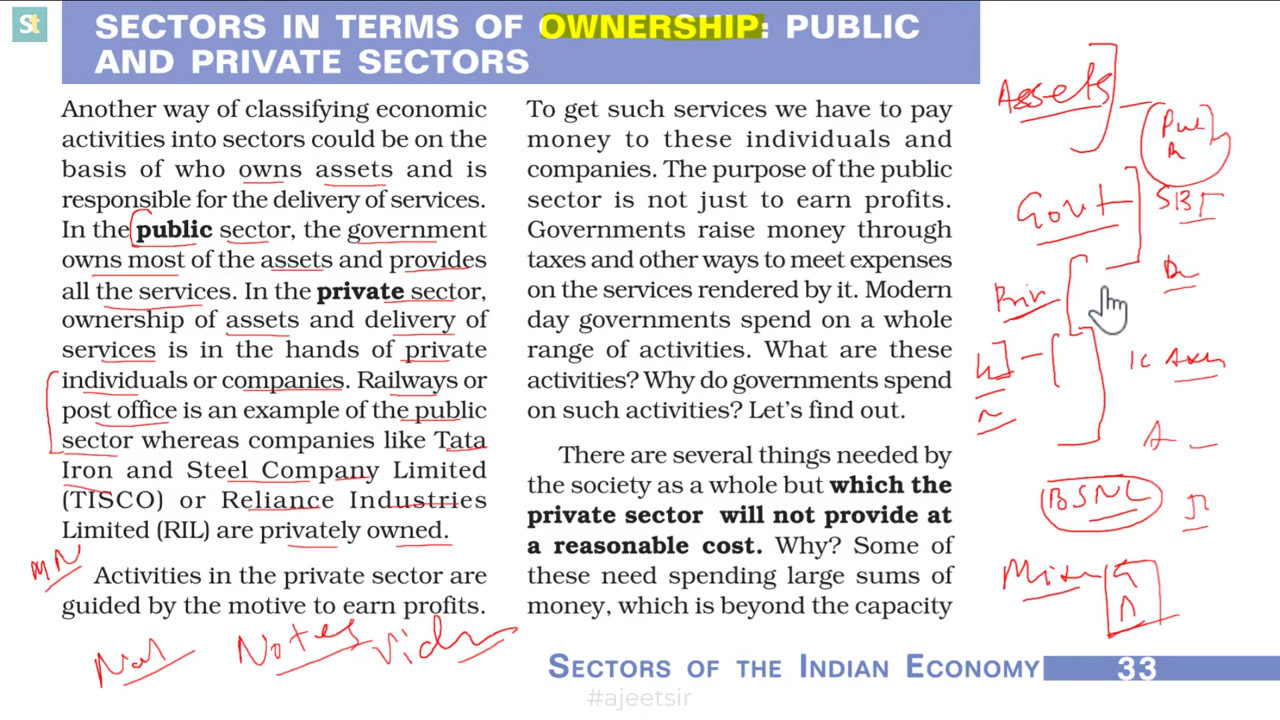 St
SECTORS IN TERMS OF OWNERSHIP: PUBLIC
AND PRIVATE SECTORS
Another way of classifying economic
activities into sectors could be on the
basis of who owns assets and is
responsible for the delivery of services.
In the public sector, the government
owns most of the assets and provides
all the services. In the private sector,
ownership of assets and delivery of
services is in the hands of private
individuals or companies. Railways or
post office is an example of the public
sector whereas companies like Tata
Iron and Steel Company Limited
(TISCO) or Reliance Industries
Limited (RIL) are privately owned.
Activities in the private sector are
guided by the motive to earn profits.
To get such services we have to pay
money to these individuals and
companies. The purpose of the public
sector is not just to earn profits.
Governments raise money through
taxes and other ways to meet expenses
on the services rendered by it. Modern
day governments spend on a whole
range of activities. What are these
activities? Why do governments spend
on such activities? Let's find out.
There are several things needed by
the society as a whole but which the
private sector will not provide at
a reasonable cost. Why? Some of
these need spending large sums of
money, which is beyond the capacity
Assets
Govt
SBI
Priv
BSNL
Notes
SECTORS OF THE INDIAN ECONOMY 33
#ajeetsir